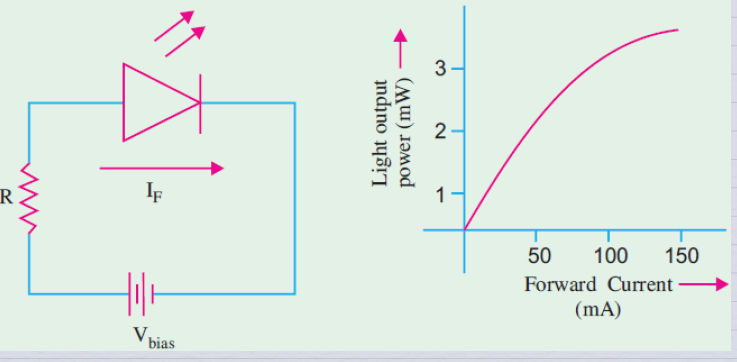 R
I_F
V_bias
Light output
power (mW)
3
2
1
50 100 150
Forward Current
(mA)